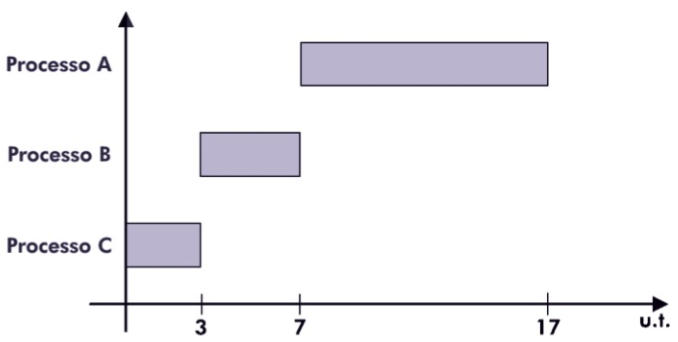 Processo A
Processo B
Processo C
3 7 17 u.t.